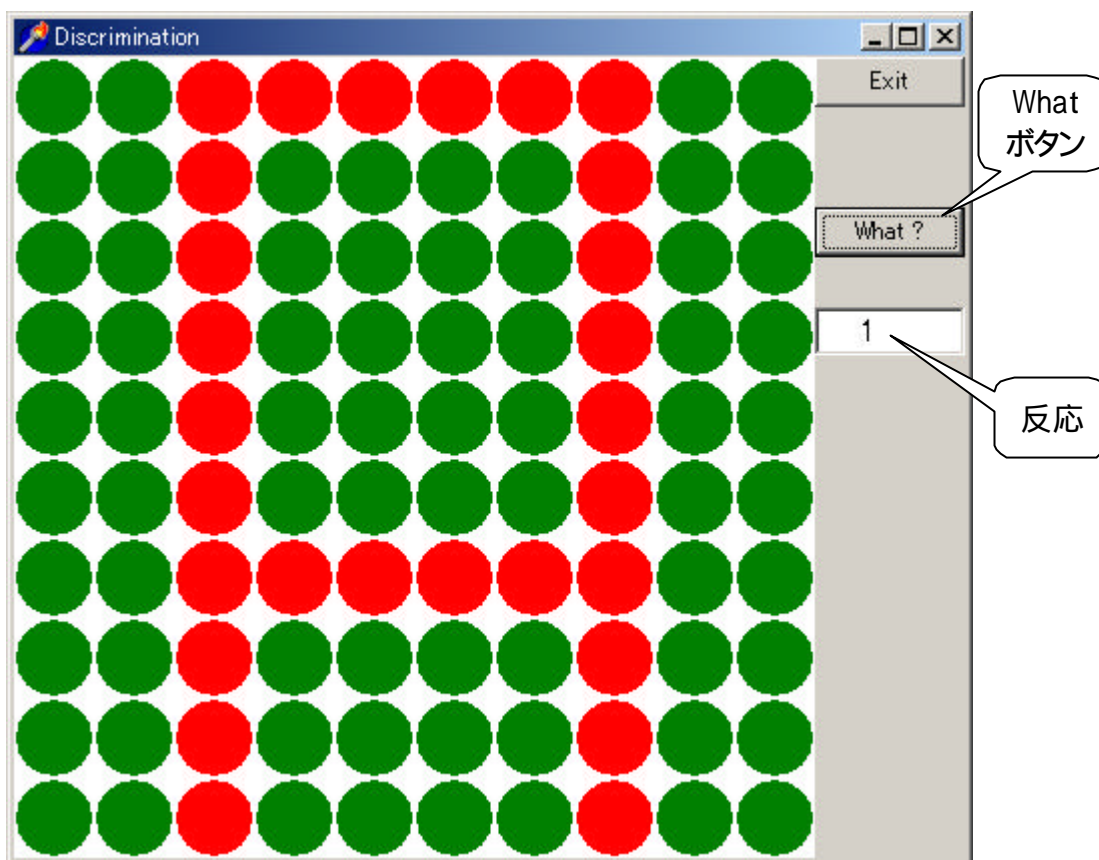 Discrimination
Exit
What
ボタン
What ?
1
反応